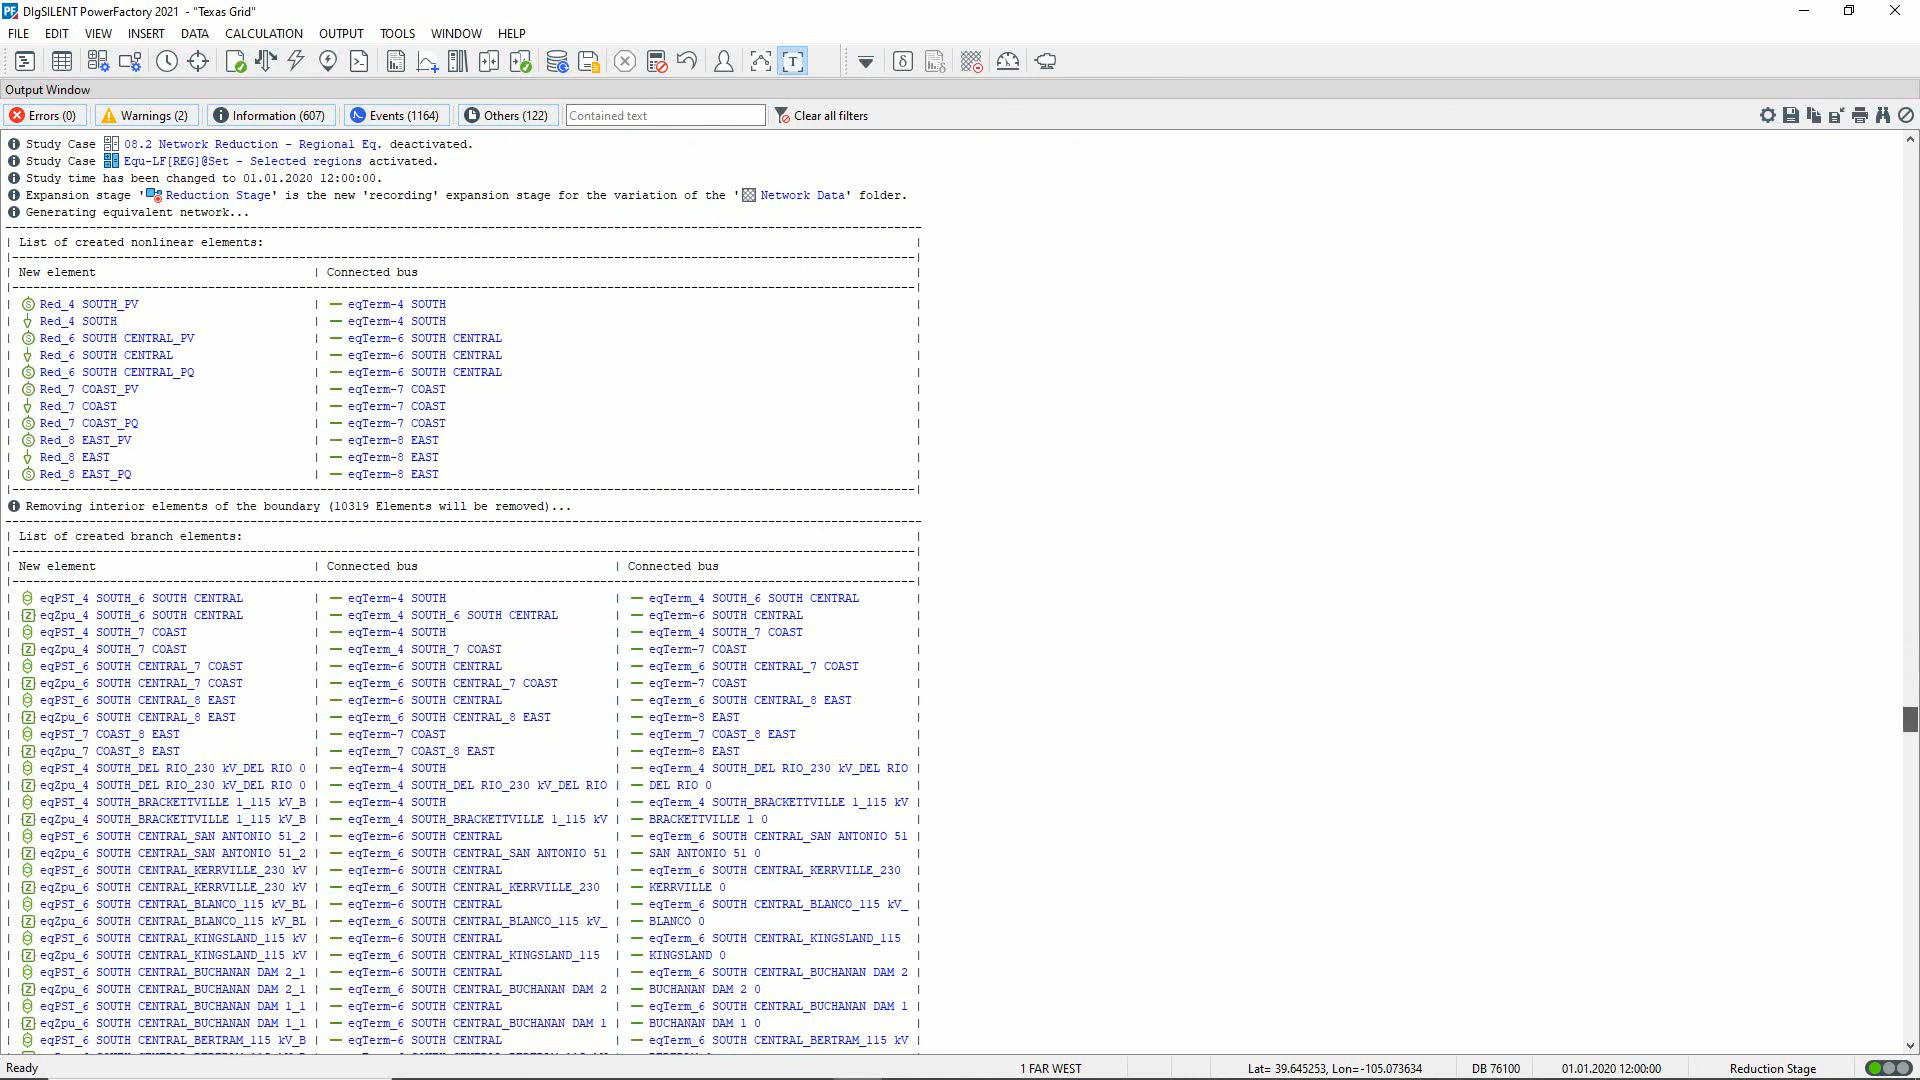 DIgSILENT PowerFactory 2021 - "Texas Grid"
FILE EDIT VIEW INSERT DATA CALCULATION OUTPUT TOOLS WINDOW HELP
Output Window
Errors (0) Warnings (2) Information (607) Events (1164) Others (122) Contained text Clear all filters
Study Case 08.2 Network Reduction - Regional Eq. deactivated.
Study Case Equ-LF[REG]@Set - Selected regions activated.
Study time has been changed to 01.01.2020 12:00:00.
Expansion stage 'Reduction Stage' is the new 'recording' expansion stage for the variation of the 'Network Data' folder.
Generating equivalent network...
| List of created nonlinear elements: |
| New element | Connected bus |
| Red_4 SOUTH_PV | eqTerm-4 SOUTH |
| Red_4 SOUTH | eqTerm-4 SOUTH |
| Red_6 SOUTH CENTRAL_PV | eqTerm-6 SOUTH CENTRAL |
| Red_6 SOUTH CENTRAL | eqTerm-6 SOUTH CENTRAL |
| Red_6 SOUTH CENTRAL_PQ | eqTerm-6 SOUTH CENTRAL |
| Red_7 COAST_PV | eqTerm-7 COAST |
| Red_7 COAST | eqTerm-7 COAST |
| Red_7 COAST_PQ | eqTerm-7 COAST |
| Red_8 EAST_PV | eqTerm-8 EAST |
| Red_8 EAST | eqTerm-8 EAST |
| Red_8 EAST_PQ | eqTerm-8 EAST |
Removing interior elements of the boundary (10319 Elements will be removed)...
| List of created branch elements: |
| New element | Connected bus | Connected bus |
| eqPST_4 SOUTH_6 SOUTH CENTRAL | eqTerm-4 SOUTH | eqTerm_4 SOUTH_6 SOUTH CENTRAL |
| eqZpu_4 SOUTH_6 SOUTH CENTRAL | eqTerm_4 SOUTH_6 SOUTH CENTRAL | eqTerm-6 SOUTH CENTRAL |
| eqPST_4 SOUTH_7 COAST | eqTerm-4 SOUTH | eqTerm_4 SOUTH_7 COAST |
| eqZpu_4 SOUTH_7 COAST | eqTerm_4 SOUTH_7 COAST | eqTerm-7 COAST |
| eqPST_6 SOUTH CENTRAL_7 COAST | eqTerm-6 SOUTH CENTRAL | eqTerm_6 SOUTH CENTRAL_7 COAST |
| eqZpu_6 SOUTH CENTRAL_7 COAST | eqTerm_6 SOUTH CENTRAL_7 COAST | eqTerm-7 COAST |
| eqPST_6 SOUTH CENTRAL_8 EAST | eqTerm-6 SOUTH CENTRAL | eqTerm_6 SOUTH CENTRAL_8 EAST |
| eqZpu_6 SOUTH CENTRAL_8 EAST | eqTerm_6 SOUTH CENTRAL_8 EAST | eqTerm-8 EAST |
| eqPST_7 COAST_8 EAST | eqTerm-7 COAST | eqTerm_7 COAST_8 EAST |
| eqZpu_7 COAST_8 EAST | eqTerm_7 COAST_8 EAST | eqTerm-8 EAST |
| eqPST_4 SOUTH_DEL RIO_230 kV_DEL RIO 0 | eqTerm-4 SOUTH | eqTerm_4 SOUTH_DEL RIO_230 kV_DEL RIO |
| eqZpu_4 SOUTH_DEL RIO_230 kV_DEL RIO 0 | eqTerm_4 SOUTH_DEL RIO_230 kV_DEL RIO | DEL RIO 0 |
| eqPST_4 SOUTH_BRACKETTVILLE 1_115 kV_B | eqTerm-4 SOUTH | eqTerm_4 SOUTH_BRACKETTVILLE 1_115 kV |
| eqZpu_4 SOUTH_BRACKETTVILLE 1_115 kV_B | eqTerm_4 SOUTH_BRACKETTVILLE 1_115 kV | BRACKETTVILLE 1 0 |
| eqPST_6 SOUTH CENTRAL_SAN ANTONIO 51_2 | eqTerm-6 SOUTH CENTRAL | eqTerm_6 SOUTH CENTRAL_SAN ANTONIO 51 |
| eqZpu_6 SOUTH CENTRAL_SAN ANTONIO 51_2 | eqTerm_6 SOUTH CENTRAL_SAN ANTONIO 51 | SAN ANTONIO 51 0 |
| eqPST_6 SOUTH CENTRAL_KERRVILLE_230 kV | eqTerm-6 SOUTH CENTRAL | eqTerm_6 SOUTH CENTRAL_KERRVILLE_230 |
| eqZpu_6 SOUTH CENTRAL_KERRVILLE_230 kV | eqTerm_6 SOUTH CENTRAL_KERRVILLE_230 | KERRVILLE 0 |
| eqPST_6 SOUTH CENTRAL_BLANCO_115 kV_BL | eqTerm-6 SOUTH CENTRAL | eqTerm_6 SOUTH CENTRAL_BLANCO_115 kV_ |
| eqZpu_6 SOUTH CENTRAL_BLANCO_115 kV_BL | eqTerm_6 SOUTH CENTRAL_BLANCO_115 kV_ | BLANCO 0 |
| eqPST_6 SOUTH CENTRAL_KINGSLAND_115 kV | eqTerm-6 SOUTH CENTRAL | eqTerm_6 SOUTH CENTRAL_KINGSLAND_115 |
| eqZpu_6 SOUTH CENTRAL_KINGSLAND_115 kV | eqTerm_6 SOUTH CENTRAL_KINGSLAND_115 | KINGSLAND 0 |
| eqPST_6 SOUTH CENTRAL_BUCHANAN DAM 2_1 | eqTerm-6 SOUTH CENTRAL | eqTerm_6 SOUTH CENTRAL_BUCHANAN DAM 2 |
| eqZpu_6 SOUTH CENTRAL_BUCHANAN DAM 2_1 | eqTerm_6 SOUTH CENTRAL_BUCHANAN DAM 2 | BUCHANAN DAM 2 0 |
| eqPST_6 SOUTH CENTRAL_BUCHANAN DAM 1_1 | eqTerm-6 SOUTH CENTRAL | eqTerm_6 SOUTH CENTRAL_BUCHANAN DAM 1 |
| eqZpu_6 SOUTH CENTRAL_BUCHANAN DAM 1_1 | eqTerm_6 SOUTH CENTRAL_BUCHANAN DAM 1 | BUCHANAN DAM 1 0 |
| eqPST_6 SOUTH CENTRAL_BERTRAM_115 kV_B | eqTerm-6 SOUTH CENTRAL | eqTerm_6 SOUTH CENTRAL_BERTRAM_115 kV |
Ready 1 FAR WEST Lat= 39.645253, Lon=-105.073634 DB 76100 01.01.2020 12:00:00 Reduction Stage